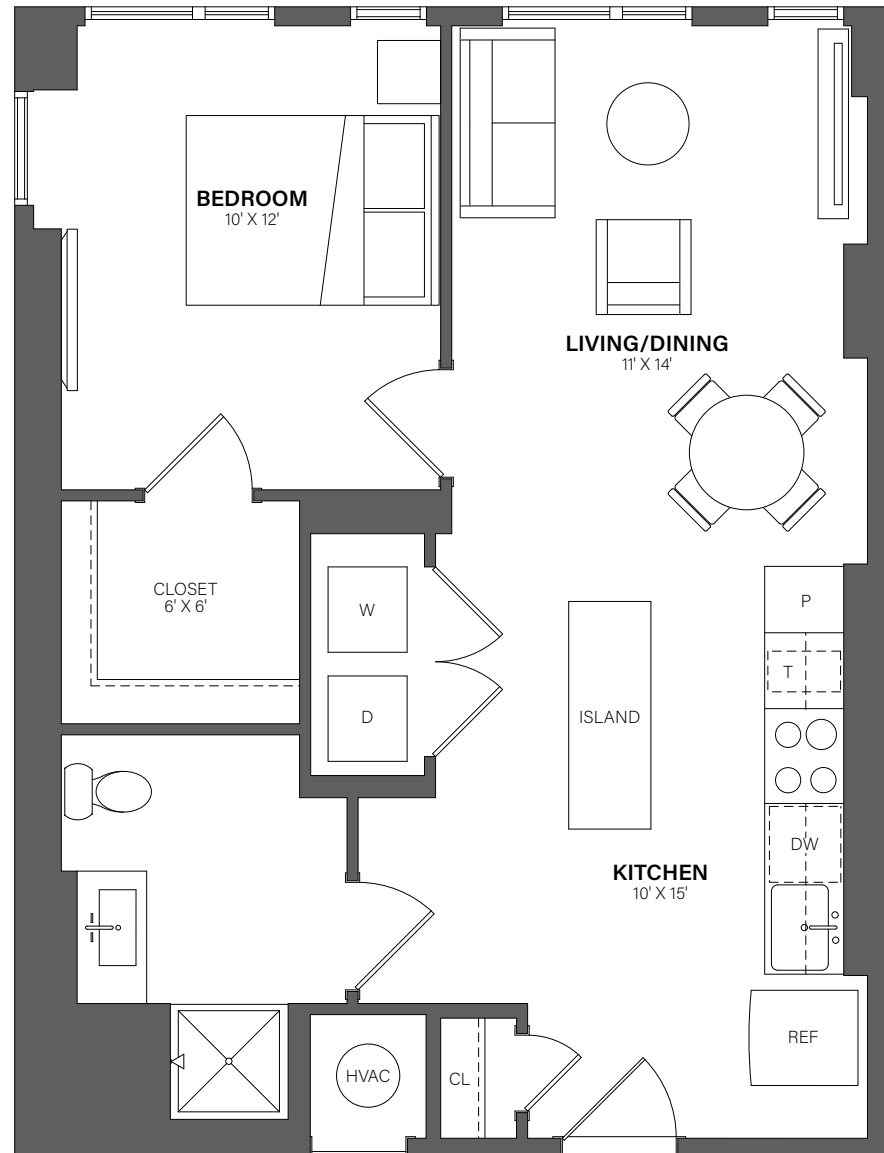 BEDROOM
10' X 12'
LIVING/DINING
11' X 14'
CLOSET
6' X 6'
W
D
P
T
ISLAND
DW
KITCHEN
10' X 15'
REF
HVAC
CL